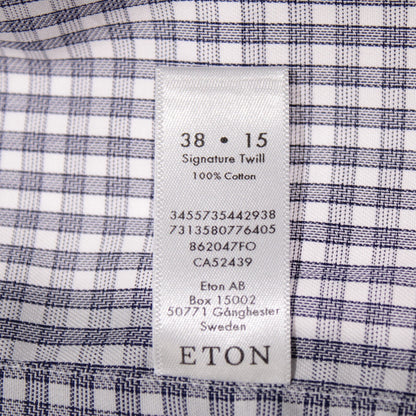 38 • 15
Signature Twill
100% Cotton
3455735442938
7313580776405
862047FO
CA52439
Eton AB
Box 15002
50771 Gånghester
Sweden
ETON